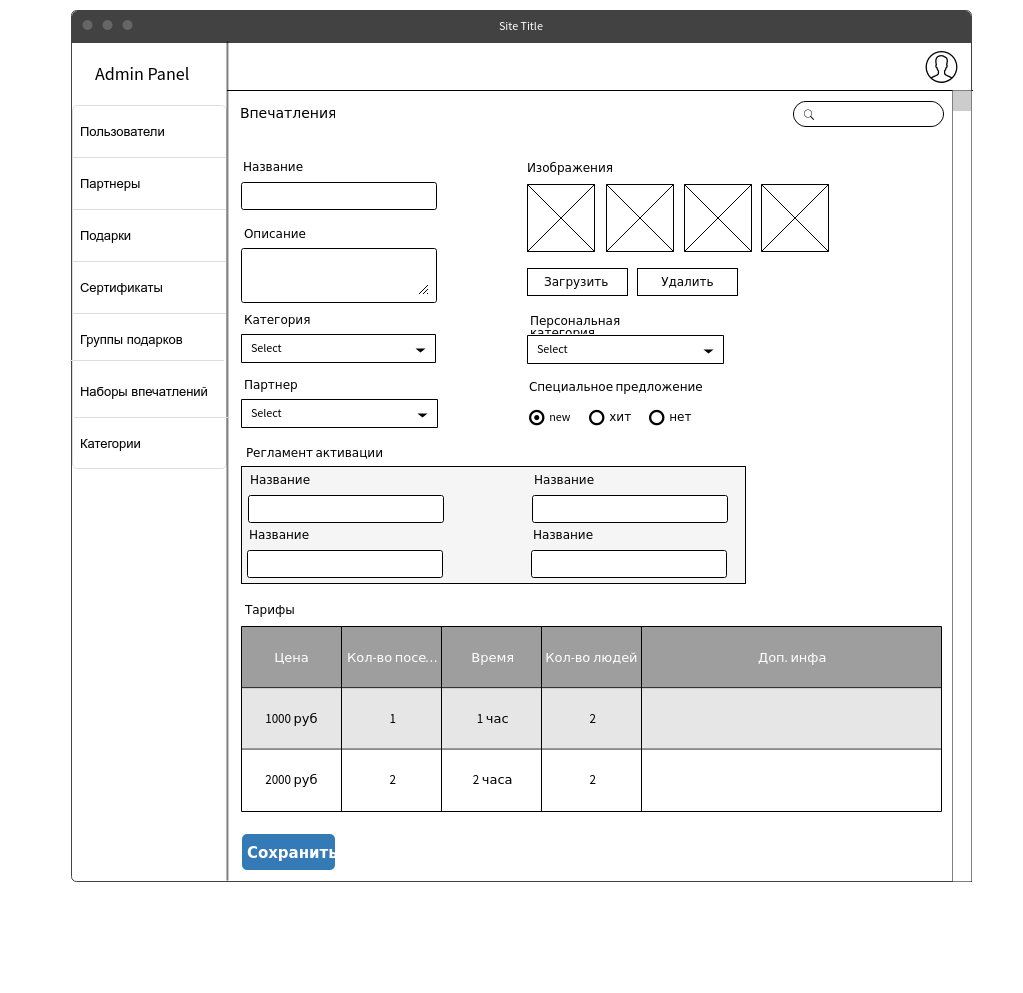 Site Title
Admin Panel
Пользователи
Партнеры
Подарки
Сертификаты
Группы подарков
Наборы впечатлений
Категории
Впечатления
Название
Изображения
Описание
Загрузить
Удалить
Категория
Персональная
категория
Select
Select
Партнер
Специальное предложение
Select
new
хит
нет
Регламент активации
Название
Название
Название
Название
Тарифы
Цена
Кол-во посе...
Время
Кол-во людей
Доп. инфа
1000 руб
1
1 час
2
2000 руб
2
2 часа
2
Сохранить